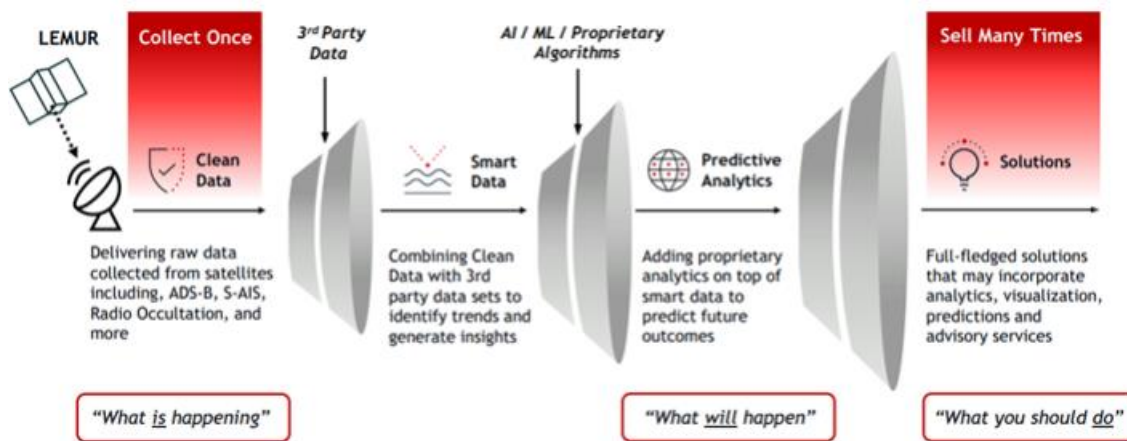 LEMUR
Collect Once
3rd Party
Data
AI / ML / Proprietary
Algorithms
Sell Many Times
Clean
Data
Smart
Data
Predictive
Analytics
Solutions
Delivering raw data
collected from satellites
including, ADS-B, S-AIS,
Radio Occultation, and
more
Combining Clean
Data with 3rd
party data sets to
identify trends and
generate insights
Adding proprietary
analytics on top of
smart data to
predict future
outcomes
Full-fledged solutions
that may incorporate
analytics, visualization,
predictions and
advisory services
"What is happening"
"What will happen"
"What you should do"